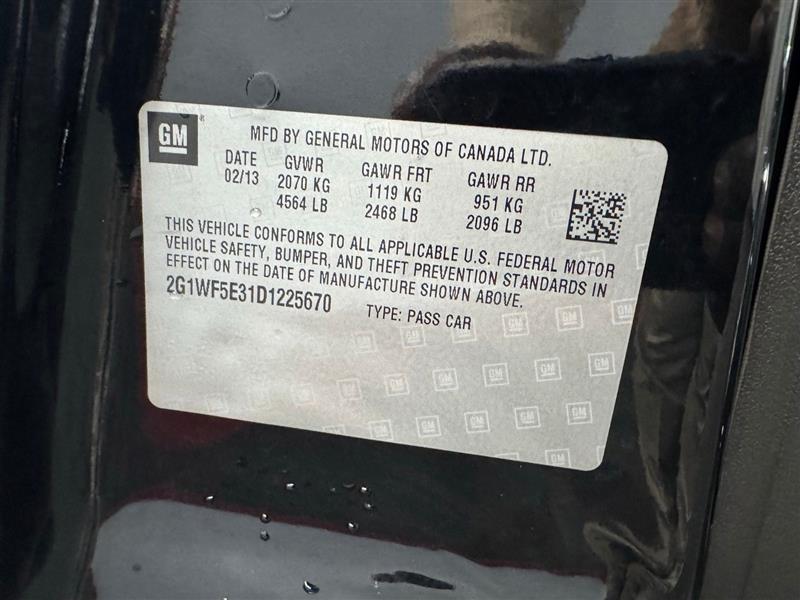 GM
MFD BY GENERAL MOTORS OF CANADA LTD.
DATE GVWR GAWR FRT GAWR RR
02/13 2070 KG 1119 KG 951 KG
4564 LB 2468 LB 2096 LB
THIS VEHICLE CONFORMS TO ALL APPLICABLE U.S. FEDERAL MOTOR
VEHICLE SAFETY, BUMPER, AND THEFT PREVENTION STANDARDS IN
EFFECT ON THE DATE OF MANUFACTURE SHOWN ABOVE.
2G1WF5E31D1225670 TYPE: PASS CAR